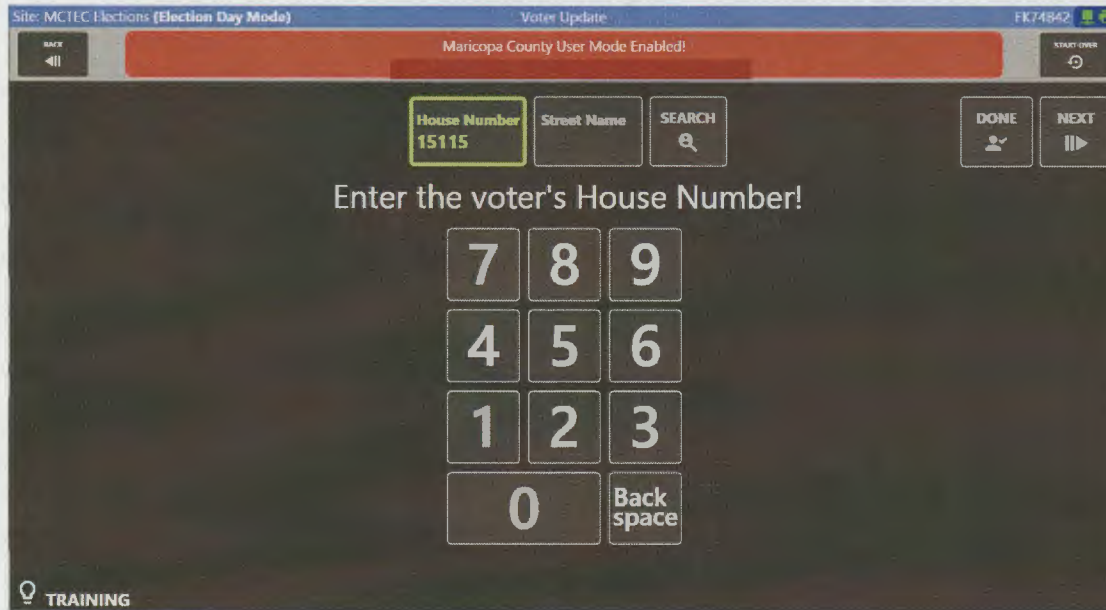 Site: MCTEC Elections (Election Day Mode) Voter Update FK74842
BACK
Maricopa County User Mode Enabled!
START OVER
House Number
15115
Street Name
SEARCH
DONE
NEXT
Enter the voter's House Number!
7 8 9
4 5 6
1 2 3
0 Back
space
TRAINING